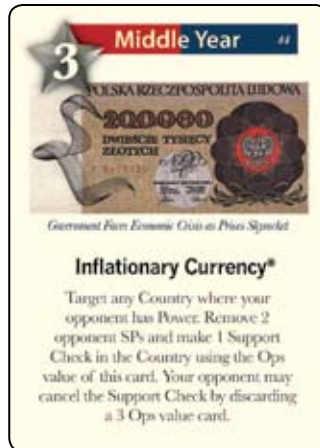 3
Middle Year
44
POLSKA RZECZPOSPOLITA LUDOWA
200000
DWIEŚCIE TYSIĘCY
ZŁOTYCH
Government Faces Economic Crisis as Prices Skyrocket
Inflationary Currency*
Target any Country where your
opponent has Power. Remove 2
opponent SPs and make 1 Support
Check in the Country using the Ops
value of this card. Your opponent may
cancel the Support Check by discarding
a 3 Ops value card.